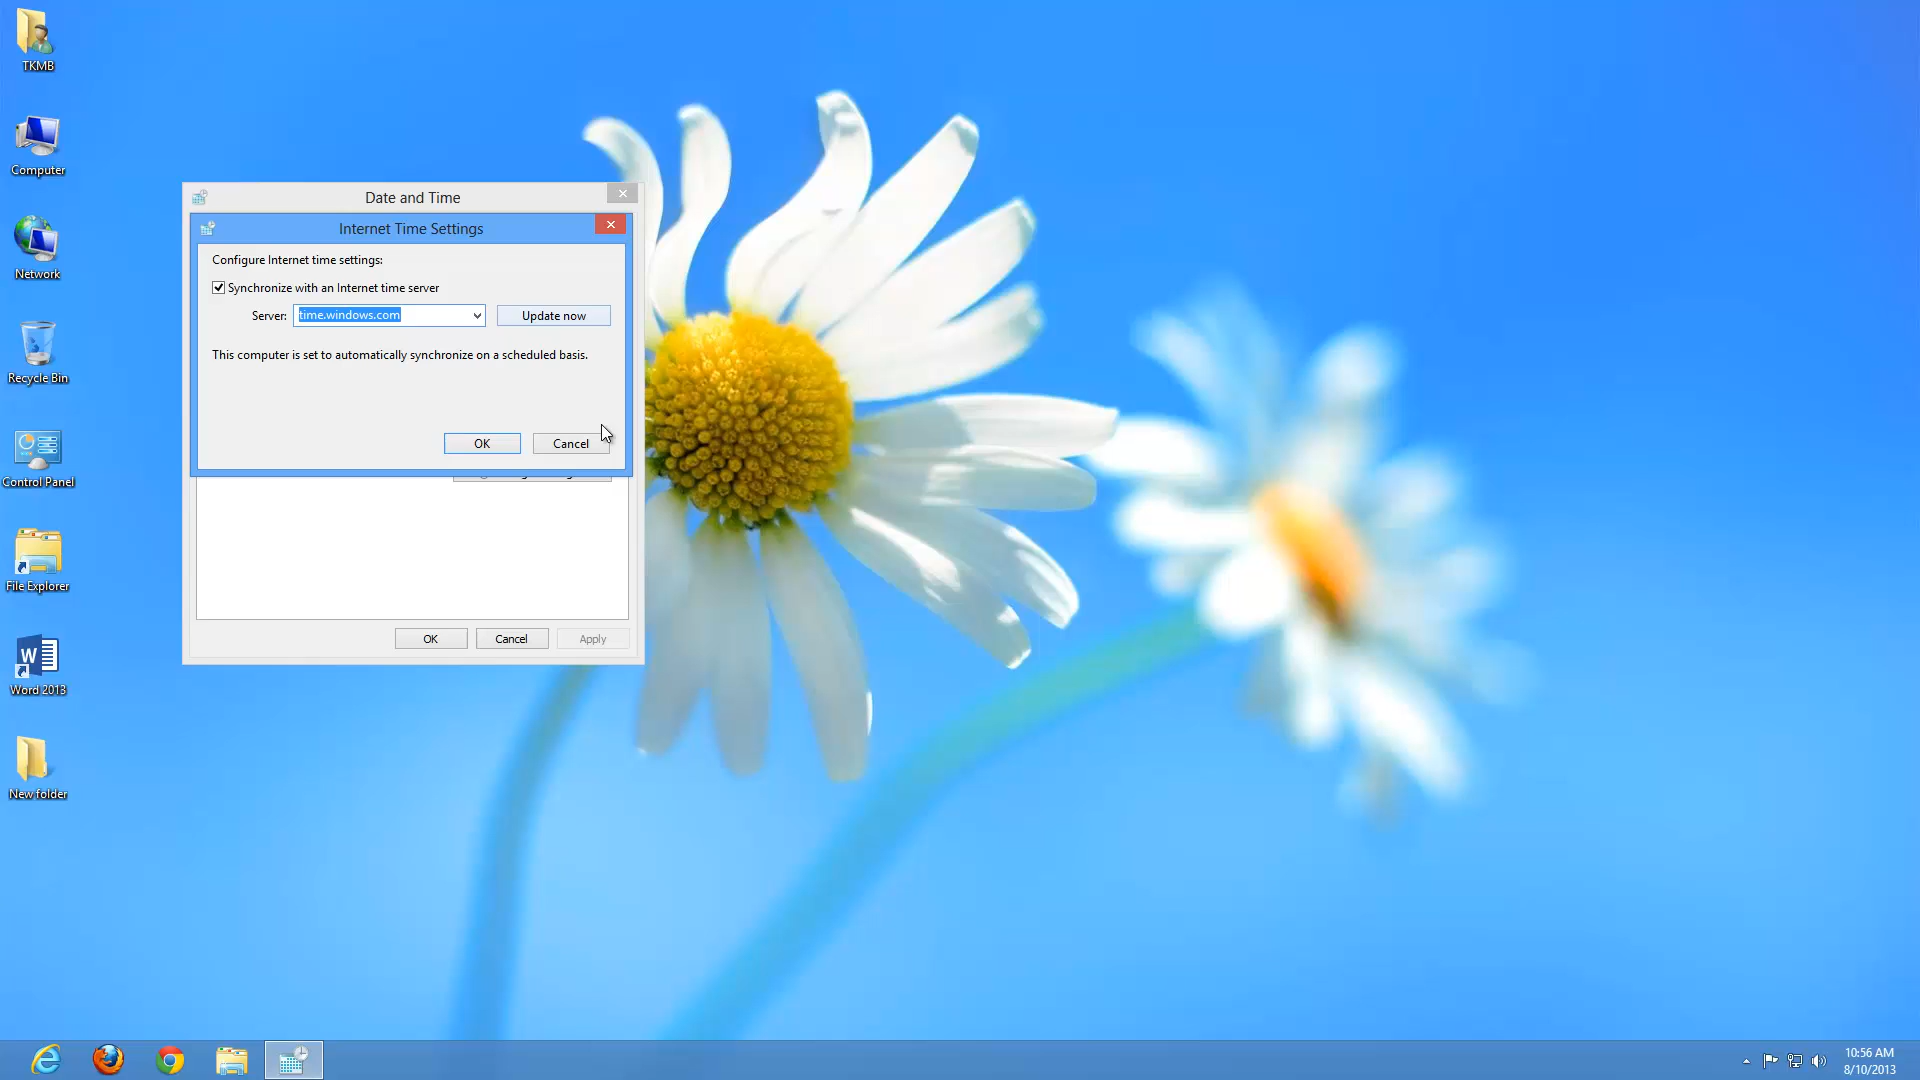 TKMB
Computer
Network
Recycle Bin
Control Panel
File Explorer
W
Word 2013
New folder
Date and Time
Internet Time Settings
Configure Internet time settings:
Synchronize with an Internet time server
Server: time.windows.com Update now
This computer is set to automatically synchronize on a scheduled basis.
OK Cancel
OK Cancel Apply
10:56 AM
8/10/2013